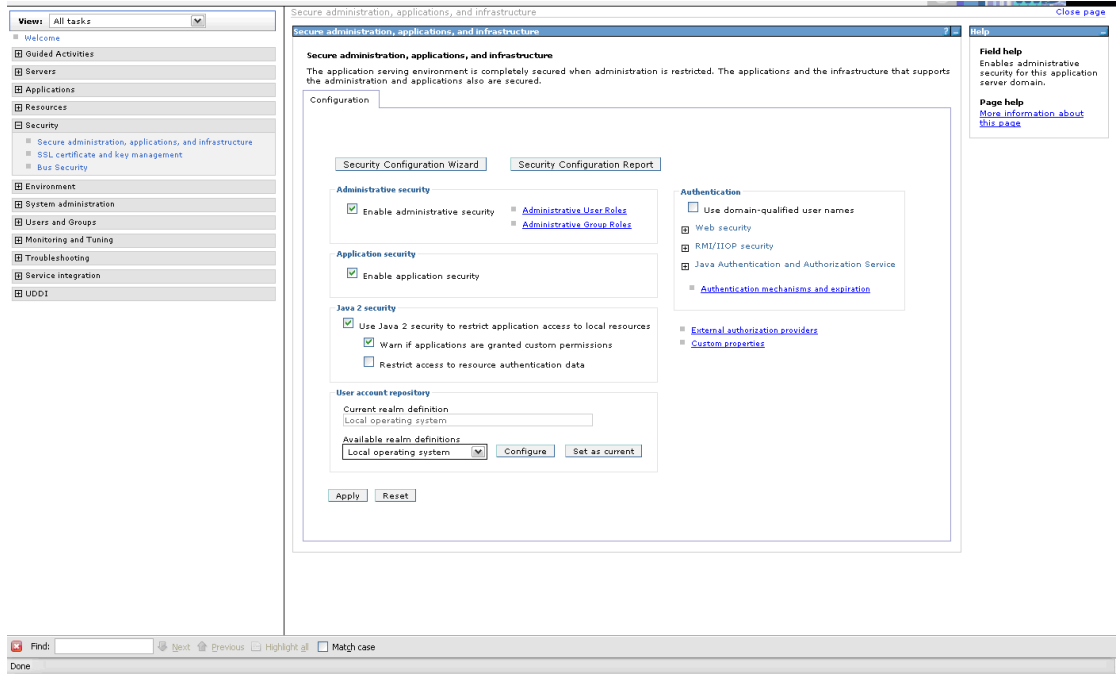 Secure administration, applications, and infrastructure
Close page
View: All tasks
Welcome
Guided Activities
Servers
Applications
Resources
Security
Secure administration, applications, and infrastructure
SSL certificate and key management
Bus Security
Environment
System administration
Users and Groups
Monitoring and Tuning
Troubleshooting
Service integration
UDDI
Secure administration, applications, and infrastructure ? -
Secure administration, applications, and infrastructure
The application serving environment is completely secured when administration is restricted. The applications and the infrastructure that supports
the administration and applications also are secured.
Configuration
Security Configuration Wizard
Security Configuration Report
Administrative security
Enable administrative security
Administrative User Roles
Administrative Group Roles
Application security
Enable application security
Java 2 security
Use Java 2 security to restrict application access to local resources
Warn if applications are granted custom permissions
Restrict access to resource authentication data
User account repository
Current realm definition
Local operating system
Available realm definitions
Local operating system
Configure
Set as current
Apply
Reset
Authentication
Use domain-qualified user names
Web security
RMI/IIOP security
Java Authentication and Authorization Service
Authentication mechanisms and expiration
External authorization providers
Custom properties
Help -
Field help
Enables administrative
security for this application
server domain.
Page help
More information about
this page
Find: Next Previous Highlight all Match case
Done